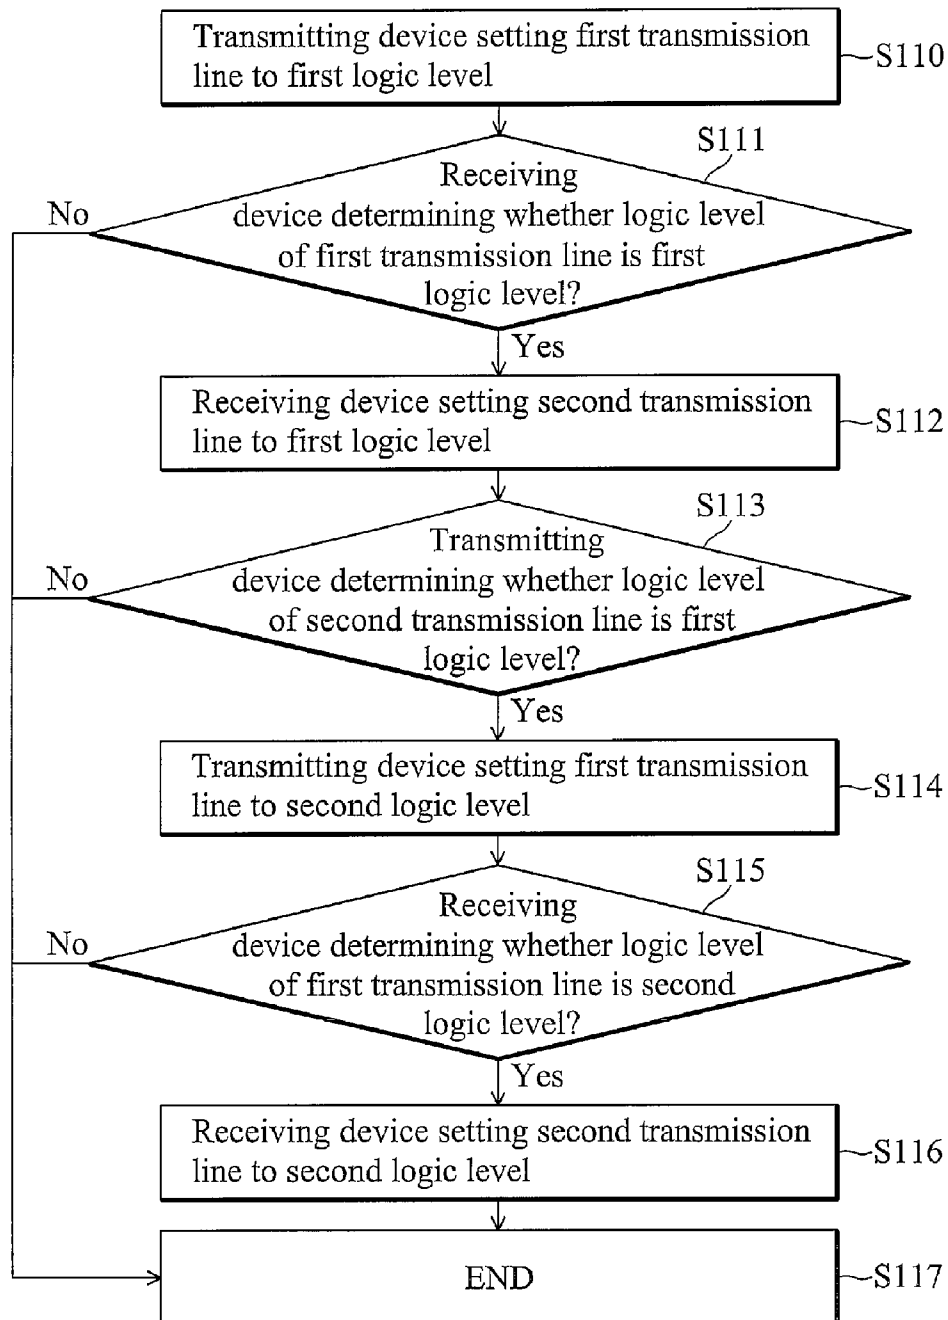 Transmitting device setting first transmission
line to first logic level
S110
S111
Receiving
device determining whether logic level
of first transmission line is first
logic level?
No
Yes
Receiving device setting second transmission
line to first logic level
S112
S113
Transmitting
device determining whether logic level
of second transmission line is first
logic level?
No
Yes
Transmitting device setting first transmission
line to second logic level
S114
S115
Receiving
device determining whether logic level
of first transmission line is second
logic level?
No
Yes
Receiving device setting second transmission
line to second logic level
S116
END
S117